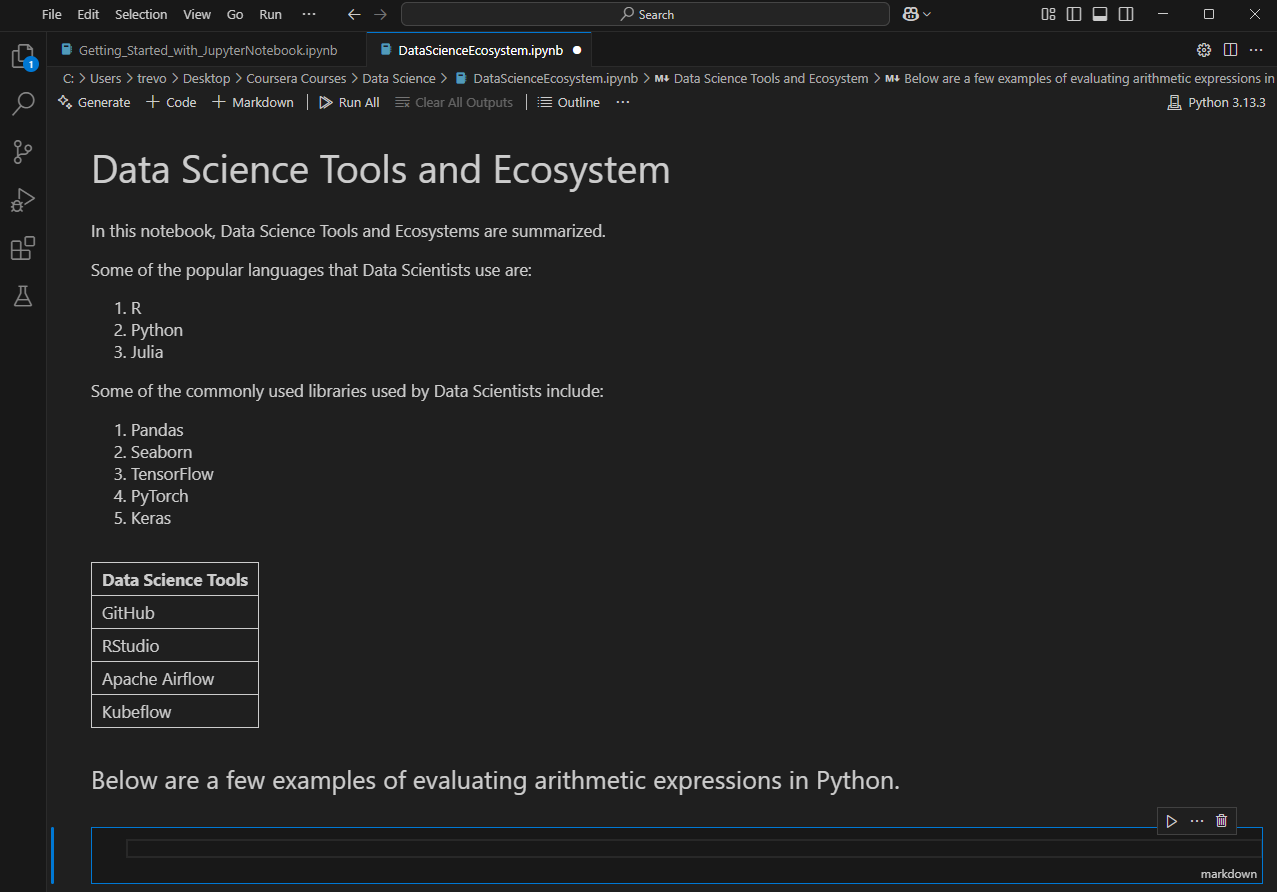 File Edit Selection View Go Run ··· Search
Getting_Started_with_JupyterNotebook.ipynb DataScienceEcosystem.ipynb
1
C: > Users > trevo > Desktop > Coursera Courses > Data Science > DataScienceEcosystem.ipynb > M↓ Data Science Tools and Ecosystem > M↓ Below are a few examples of evaluating arithmetic expressions in
Generate + Code + Markdown Run All Clear All Outputs Outline ··· Python 3.13.3
Data Science Tools and Ecosystem
In this notebook, Data Science Tools and Ecosystems are summarized.
Some of the popular languages that Data Scientists use are:
1. R
2. Python
3. Julia
Some of the commonly used libraries used by Data Scientists include:
1. Pandas
2. Seaborn
3. TensorFlow
4. PyTorch
5. Keras
Data Science Tools
GitHub
RStudio
Apache Airflow
Kubeflow
Below are a few examples of evaluating arithmetic expressions in Python.
markdown